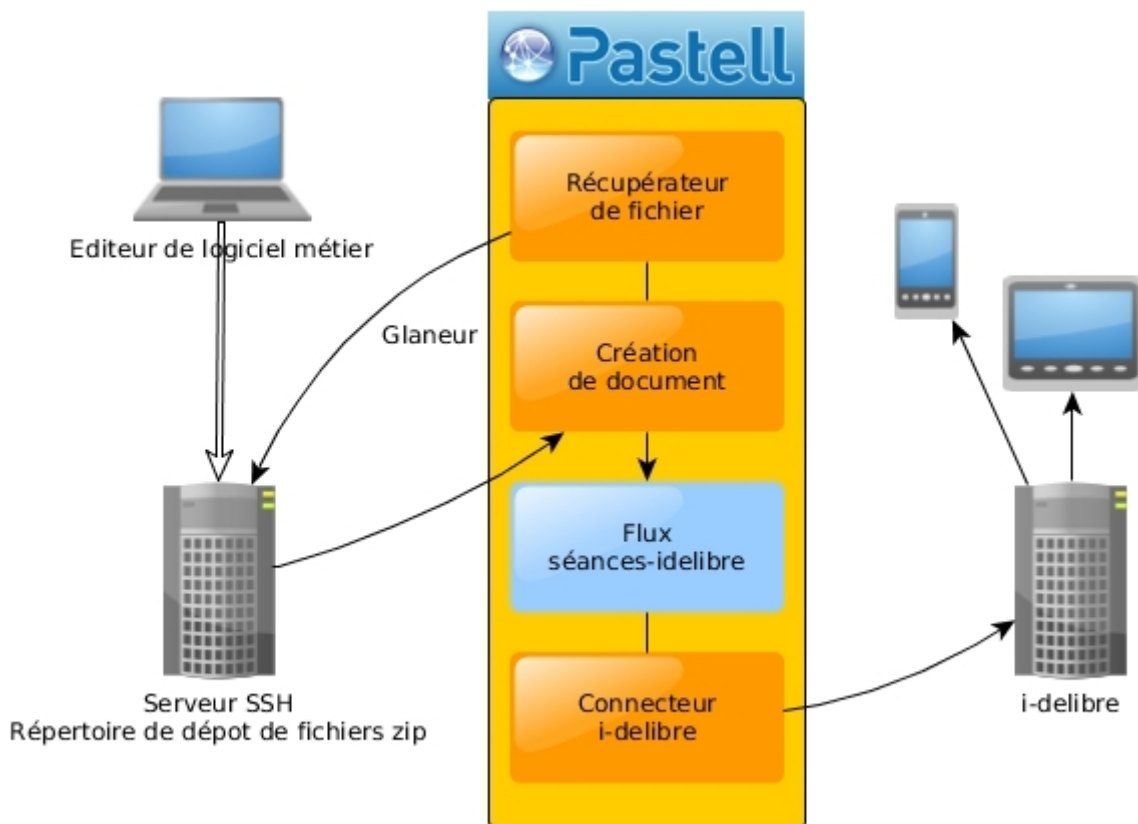 Pastell
Récupérateur
de fichier
Editeur de logiciel métier
Glaneur
Création
de document
Flux
séances-idelibre
Serveur SSH
Répertoire de dépot de fichiers zip
Connecteur
i-delibre
i-delibre